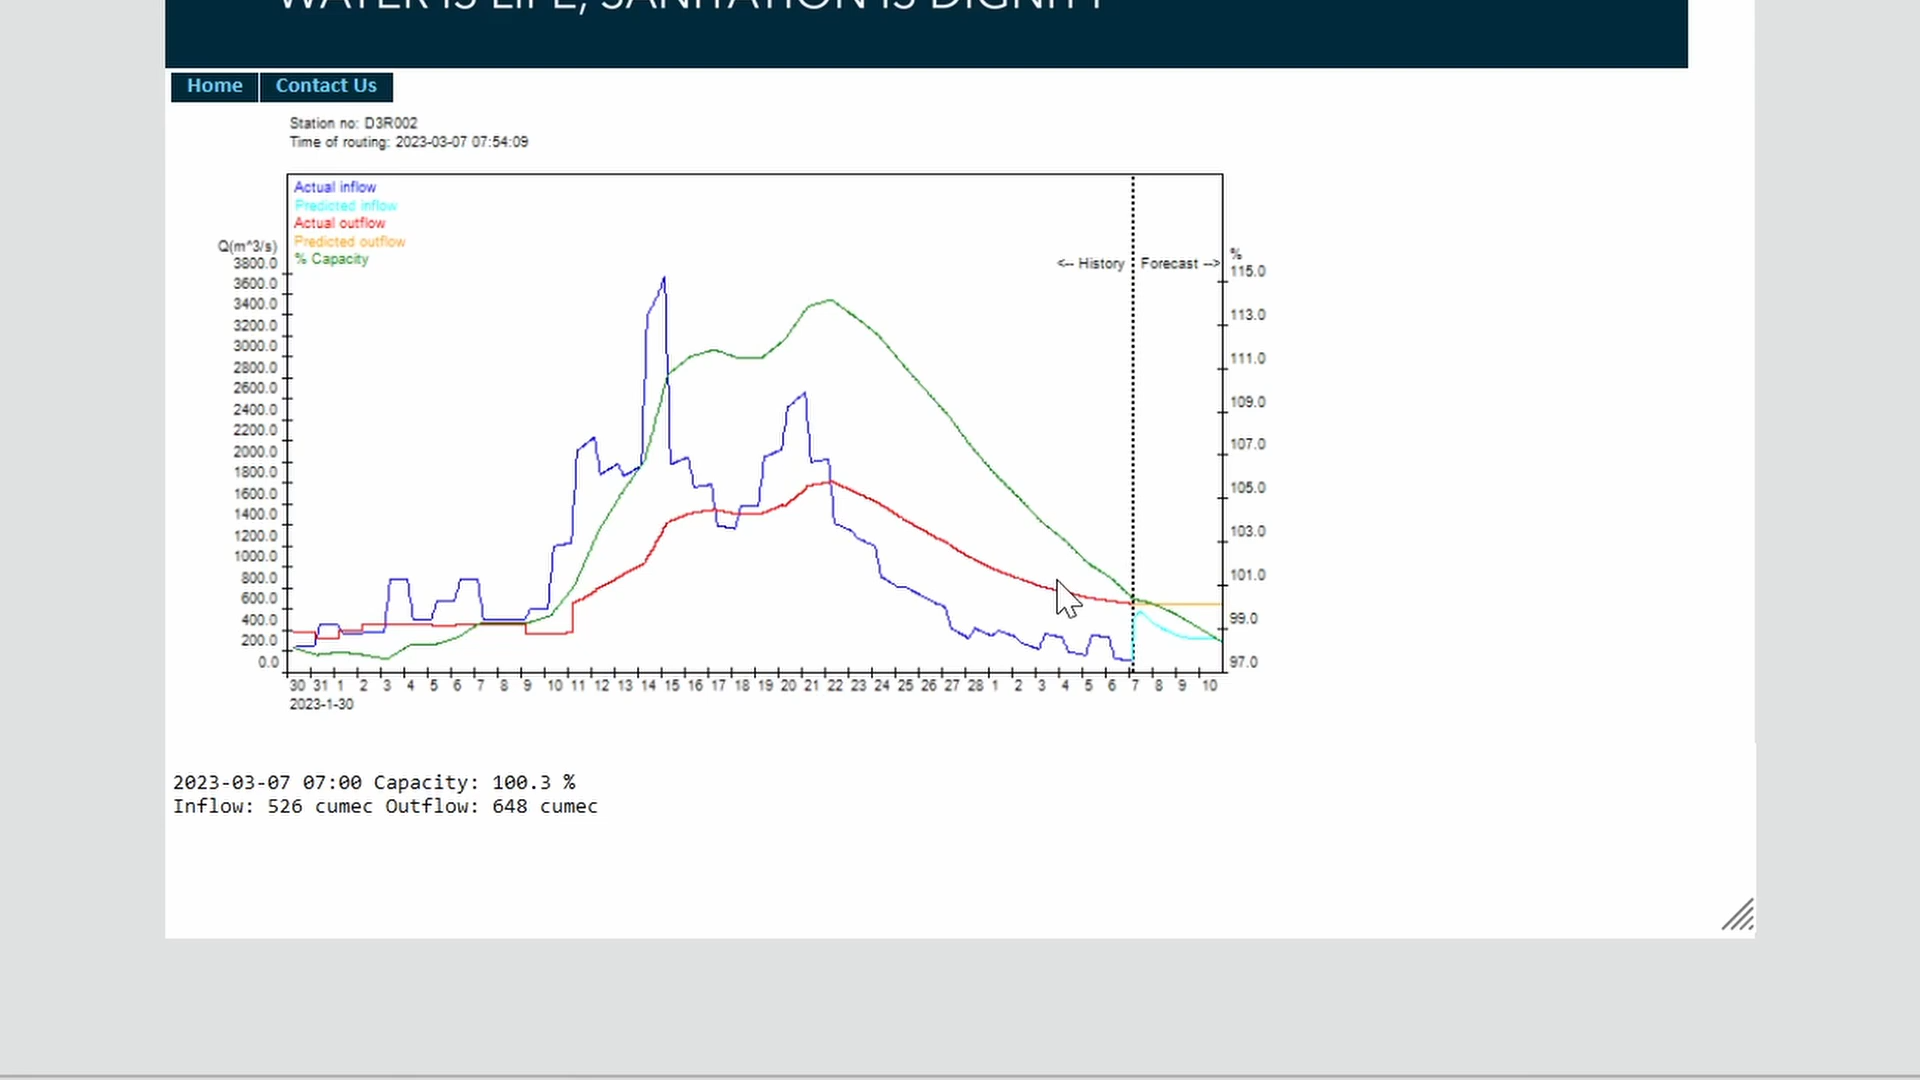 WATER IS LIFE, SANITATION IS DIGNITY
Home
Contact Us
Station no: D3R002
Time of routing: 2023-03-07 07:54:09
Actual inflow
Predicted inflow
Actual outflow
Predicted outflow
% Capacity
Q(m^3/s)
3800.0
3600.0
3400.0
3200.0
3000.0
2800.0
2600.0
2400.0
2200.0
2000.0
1800.0
1600.0
1400.0
1200.0
1000.0
800.0
600.0
400.0
200.0
0.0
<-- History
Forecast -->
%
115.0
113.0
111.0
109.0
107.0
105.0
103.0
101.0
99.0
97.0
30 31 1 2 3 4 5 6 7 8 9 10 11 12 13 14 15 16 17 18 19 20 21 22 23 24 25 26 27 28 1 2 3 4 5 6 7 8 9 10
2023-1-30
2023-03-07 07:00 Capacity: 100.3 %
Inflow: 526 cumec Outflow: 648 cumec